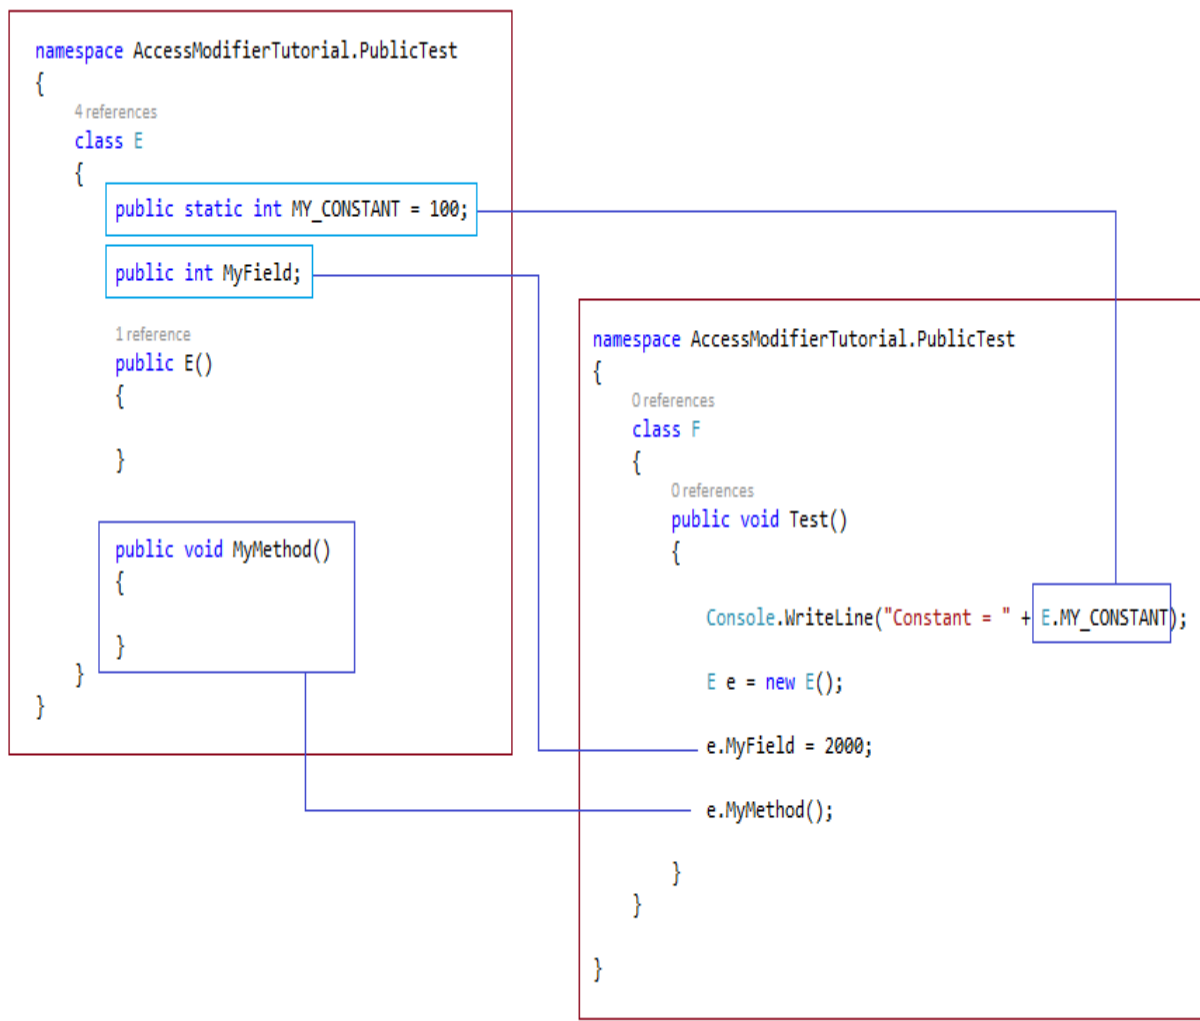 namespace AccessModifierTutorial.PublicTest
{
4 references
class E
{
public static int MY_CONSTANT = 100;
public int MyField;
1 reference
public E()
{
}
public void MyMethod()
{
}
}
}
namespace AccessModifierTutorial.PublicTest
{
0 references
class F
{
0 references
public void Test()
{
Console.WriteLine("Constant = " + E.MY_CONSTANT);
E e = new E();
e.MyField = 2000;
e.MyMethod();
}
}
}